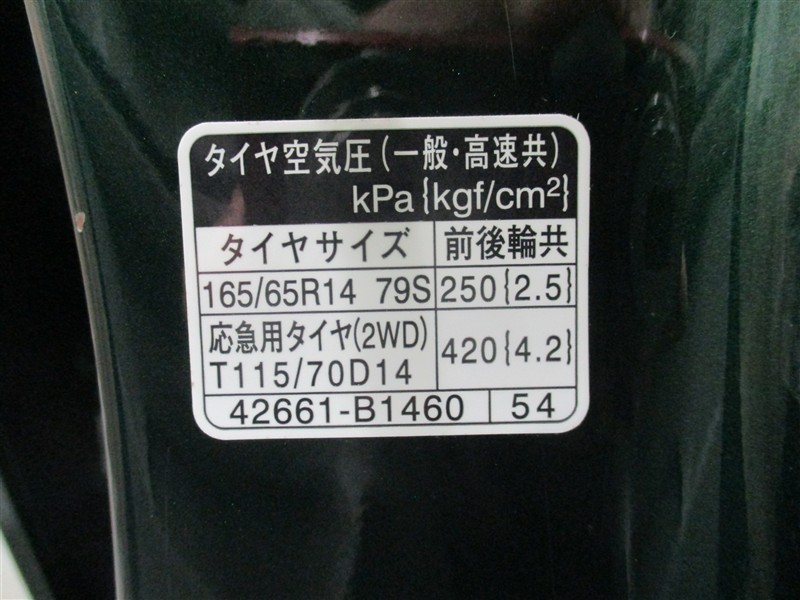 タイヤ空気圧(一般・高速共)
kPa{kgf/cm²}
タイヤサイズ 前後輪共
165/65R14 79S 250{2.5}
応急用タイヤ(2WD)
T115/70D14 420{4.2}
42661-B1460 54